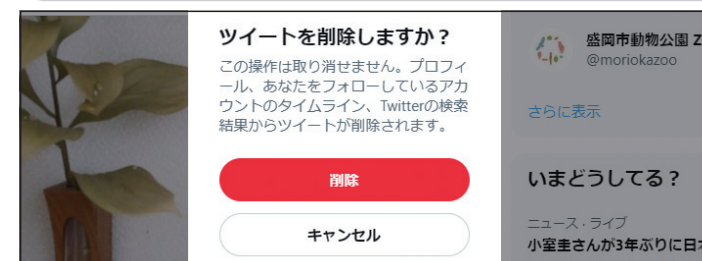 ツイートを削除しますか？
この操作は取り消せません。プロフィ
ール、あなたをフォローしているアカ
ウントのタイムライン、Twitterの検索
結果からツイートが削除されます。
削除
キャンセル
盛岡市動物公園 Z
@moriokazoo
さらに表示
いまどうしてる？
ニュース · ライブ
小室圭さんが3年ぶりに日